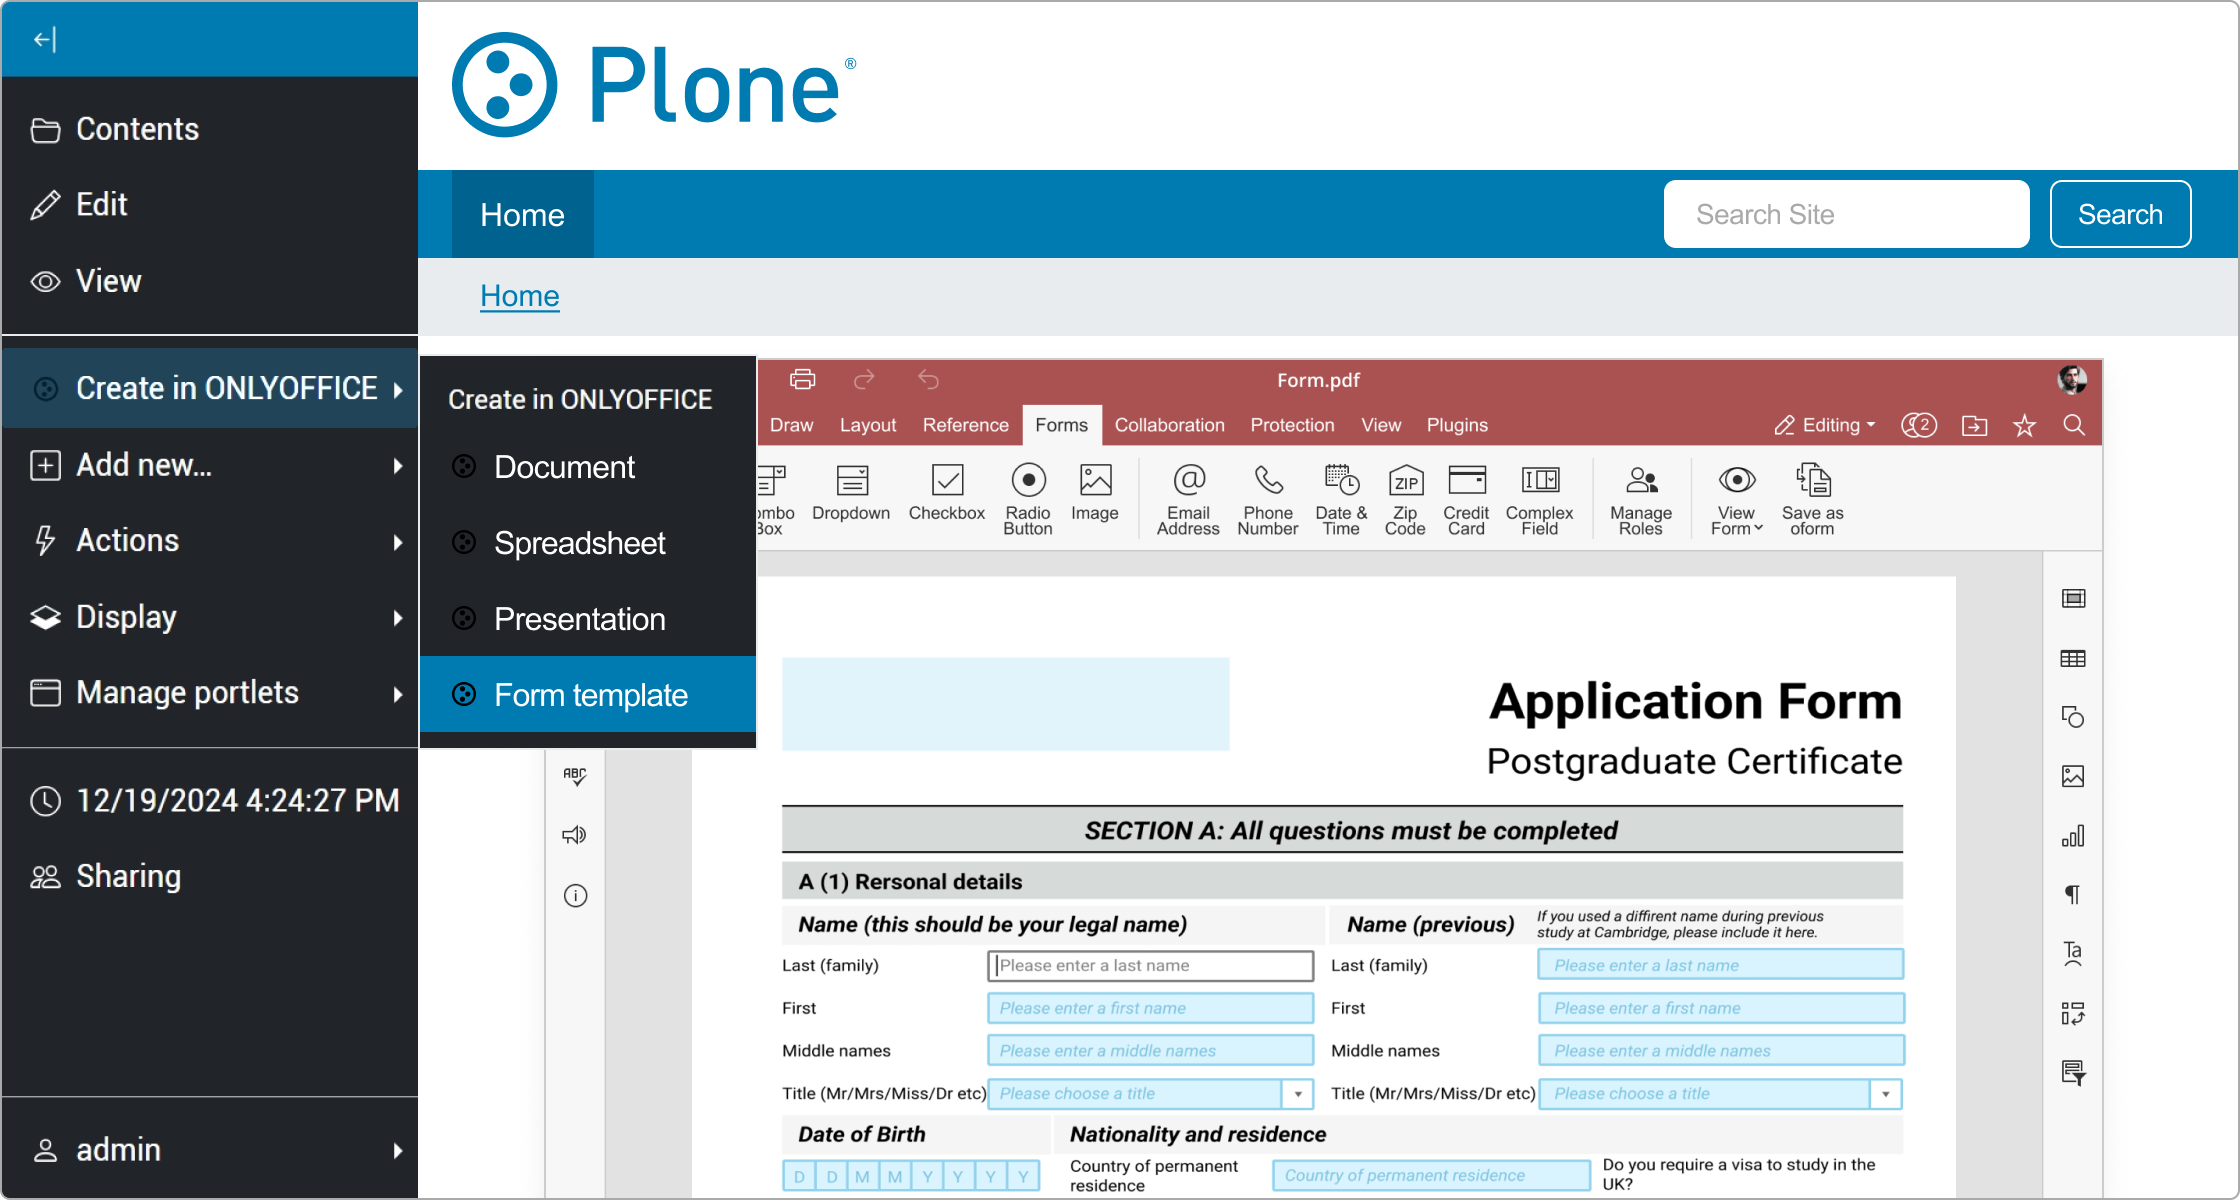 Contents
Edit
View
Create in ONLYOFFICE
Add new...
Actions
Display
Manage portlets
12/19/2024 4:24:27 PM
Sharing
admin
Plone®
Home
Search Site
Search
Home
Create in ONLYOFFICE
Document
Spreadsheet
Presentation
Form template
Form.pdf
Draw Layout Reference Forms Collaboration Protection View Plugins
Editing
2
ombo Box
Dropdown
Checkbox
Radio Button
Image
@
Email Address
Phone Number
Date & Time
ZIP
Zip Code
Credit Card
Complex Field
Manage Roles
View Form
Save as oform
ABC
Ta
Application Form
Postgraduate Certificate
SECTION A: All questions must be completed
A (1) Rersonal details
Name (this should be your legal name)
Name (previous)
If you used a diffirent name during previous
study at Cambridge, please include it here.
Last (family) Please enter a last name Last (family) Please enter a last name
First Please enter a first name First Please enter a first name
Middle names Please enter a middle names Middle names Please enter a middle names
Title (Mr/Mrs/Miss/Dr etc) Please choose a title Title (Mr/Mrs/Miss/Dr etc) Please choose a title
Date of Birth Nationality and residence
D D M M Y Y Y Y
Country of permanent
residence
Country of permanent residence
Do you require a visa to study in the
UK?